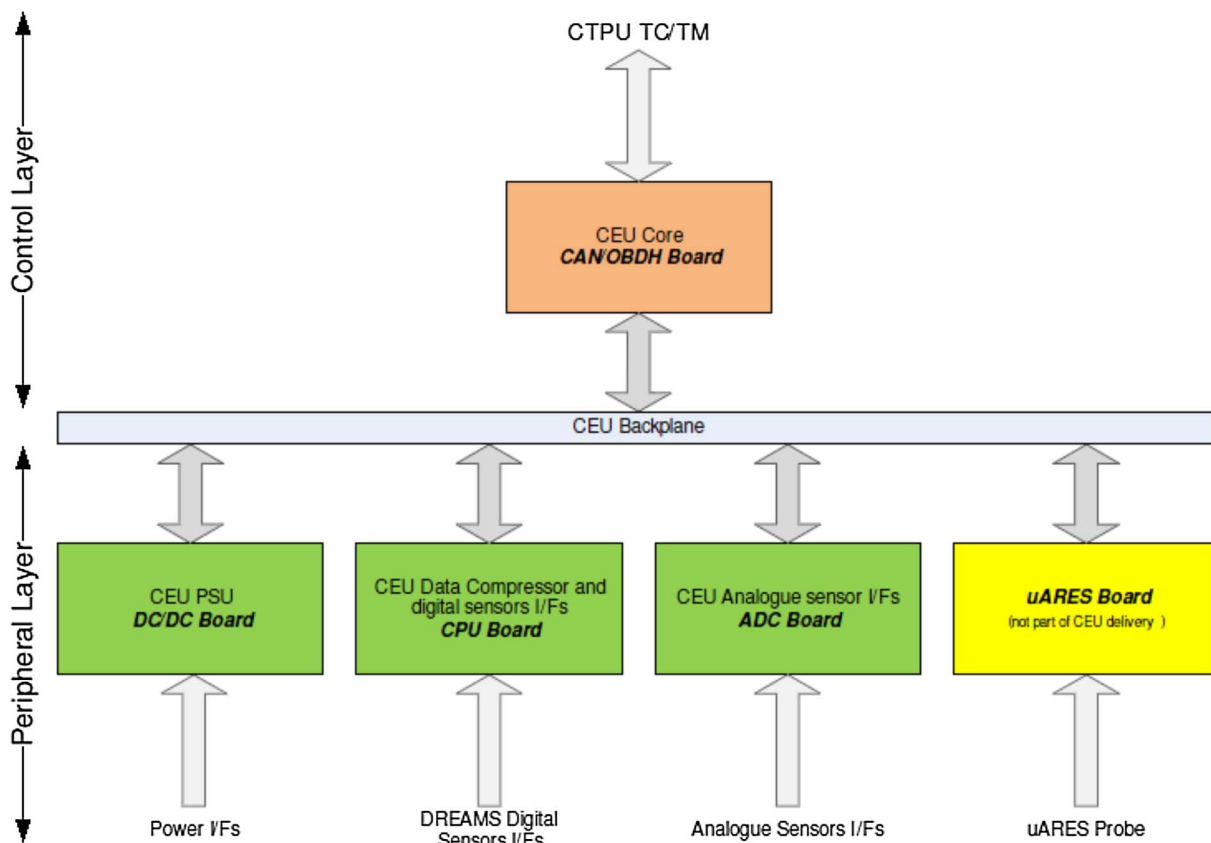 CTPU TC/TM
Control Layer
CEU Core
CAN/OBDH Board
CEU Backplane
Peripheral Layer
CEU PSU
DC/DC Board
CEU Data Compressor and
digital sensors I/Fs
CPU Board
CEU Analogue sensor I/Fs
ADC Board
uARES Board
(not part of CEU delivery )
Power I/Fs
DREAMS Digital
Sensors I/Fs
Analogue Sensors I/Fs
uARES Probe